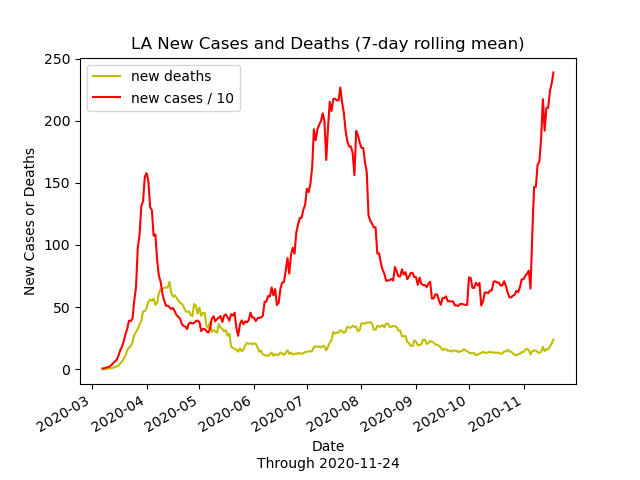 LA New Cases and Deaths (7-day rolling mean)
new deaths
new cases / 10
250
200
150
100
50
0
New Cases or Deaths
2020-03
2020-04
2020-05
2020-06
2020-07
2020-08
2020-09
2020-10
2020-11
Date
Through 2020-11-24